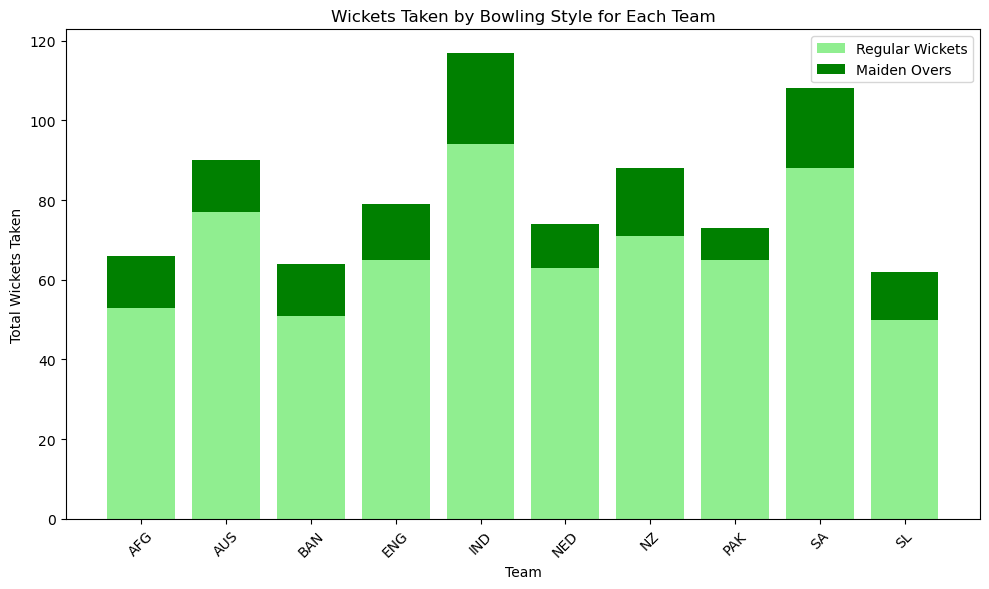 Wickets Taken by Bowling Style for Each Team
Regular Wickets
Maiden Overs
Total Wickets Taken
120
100
80
60
40
20
0
AFG AUS BAN ENG IND NED NZ PAK SA SL
Team